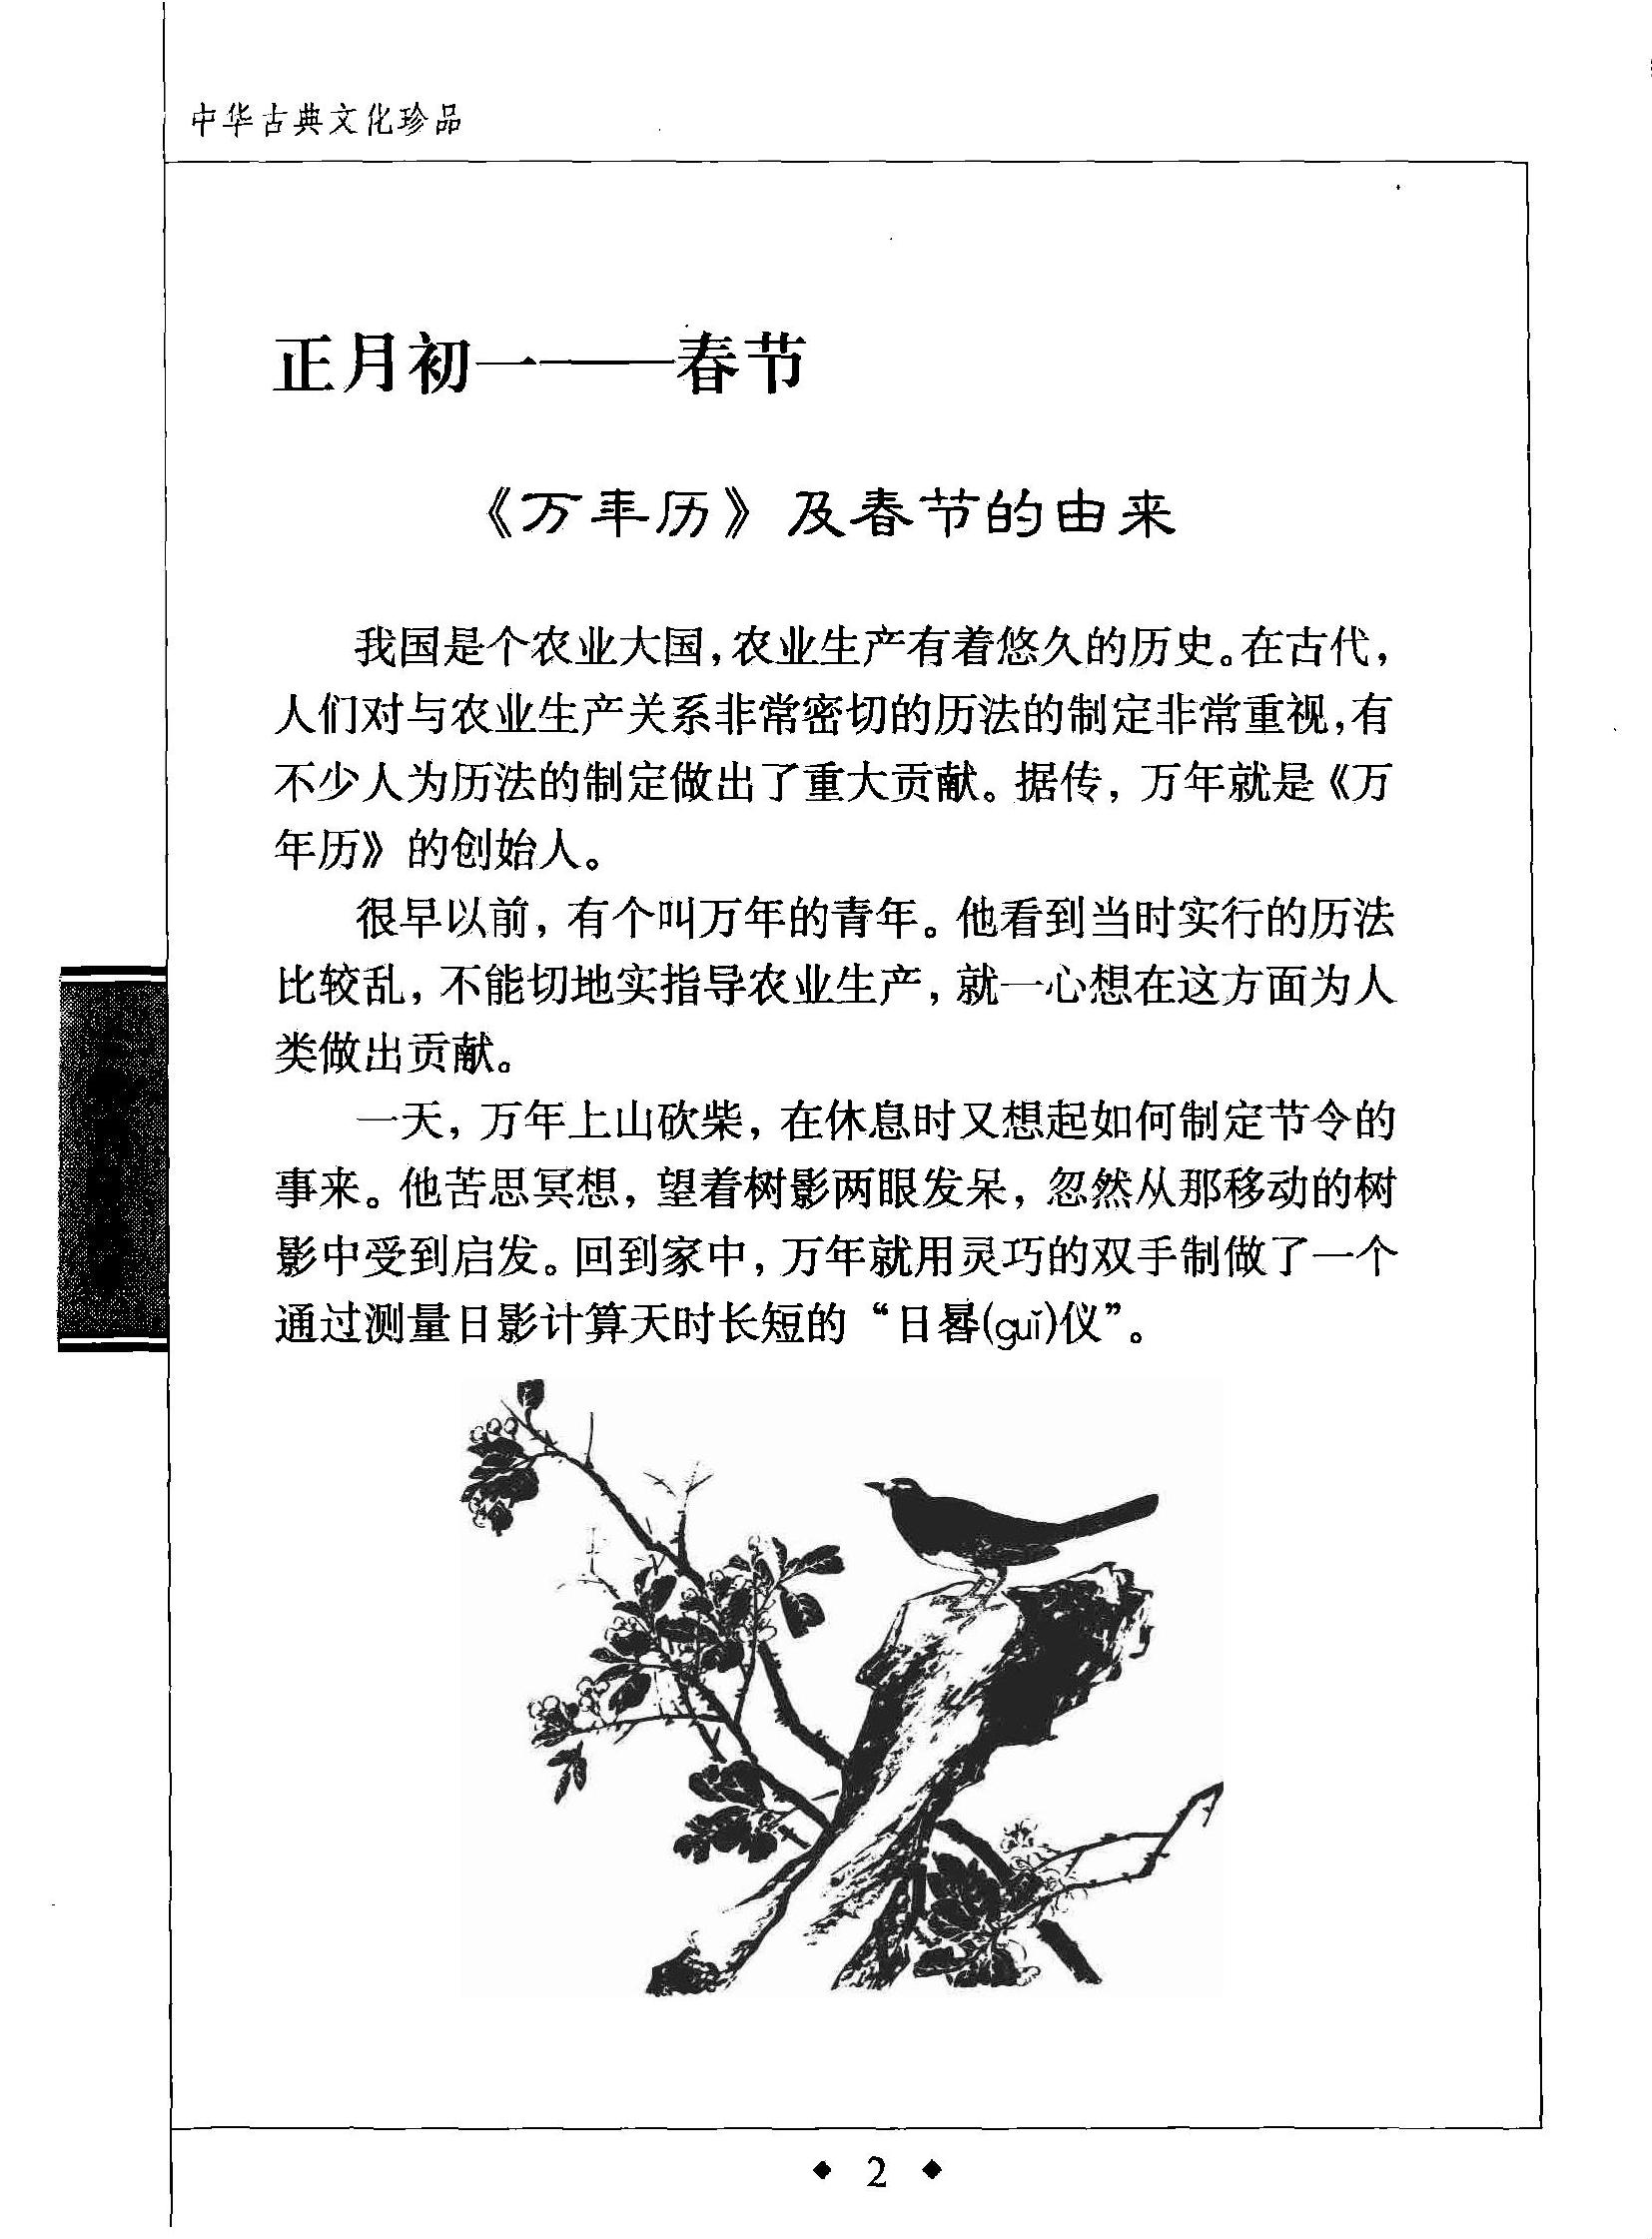 中华古典文化珍品
正月初一——春节
《万年历》及春节的由来
我国是个农业大国，农业生产有着悠久的历史。在古代，
人们对与农业生产关系非常密切的历法的制定非常重视，有
不少人为历法的制定做出了重大贡献。据传，万年就是《万
年历》的创始人。
很早以前，有个叫万年的青年。他看到当时实行的历法
比较乱，不能切地实指导农业生产，就一心想在这方面为人
类做出贡献。
一天，万年上山砍柴，在休息时又想起如何制定节令的
事来。他苦思冥想，望着树影两眼发呆，忽然从那移动的树
影中受到启发。回到家中，万年就用灵巧的双手制做了一个
通过测量日影计算天时长短的“日晷(guǐ)仪”。
◆ 2 ◆